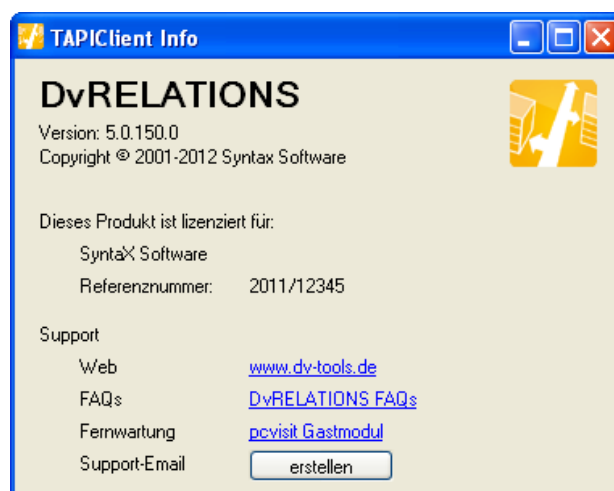 TAPIClient Info
DvRELATIONS
Version: 5.0.150.0
Copyright © 2001-2012 Syntax Software
Dieses Produkt ist lizenziert für:
SyntaX Software
Referenznummer: 2011/12345
Support
Web www.dv-tools.de
FAQs DvRELATIONS FAQs
Fernwartung pcvisit Gastmodul
Support-Email erstellen